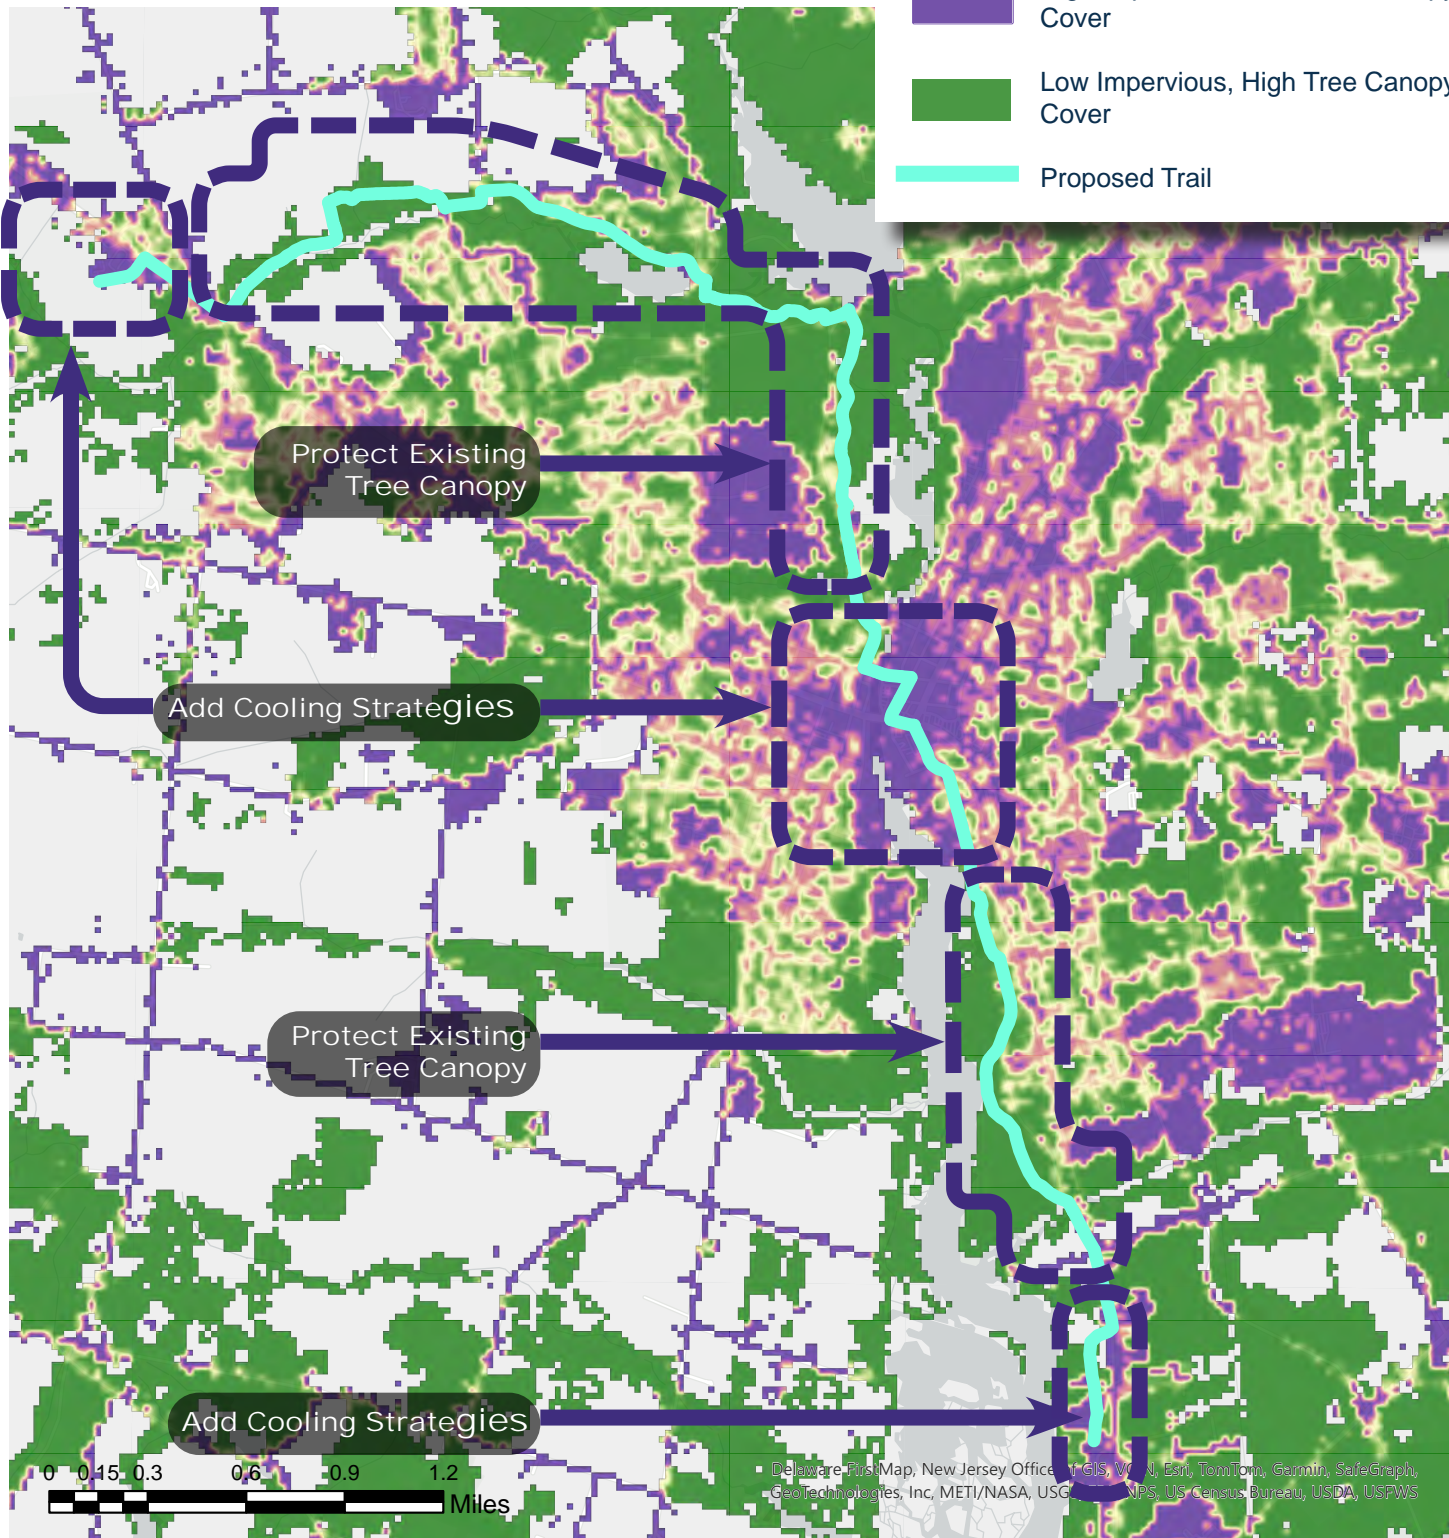 Cover
Low Impervious, High Tree Canopy
Cover
Proposed Trail
Protect Existing
Tree Canopy
Add Cooling Strategies
Protect Existing
Tree Canopy
Add Cooling Strategies
0 0.15 0.3 0.6 0.9 1.2
Miles
Delaware FirstMap, New Jersey Office of GIS, Esri, TomTom, Garmin, SafeGraph,
GeoTechnologies, Inc, METI/NASA, NPS, US Census Bureau, USDA, USFWS